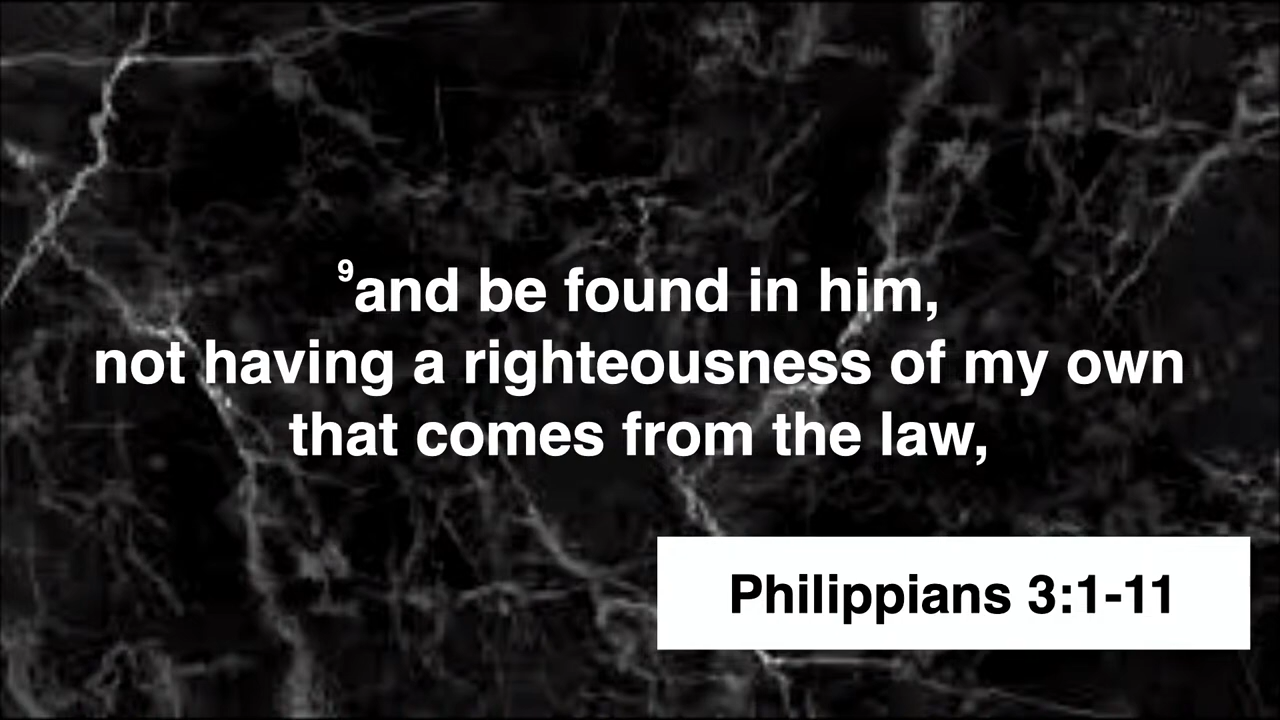 ⁹and be found in him,
not having a righteousness of my own
that comes from the law,
Philippians 3:1-11